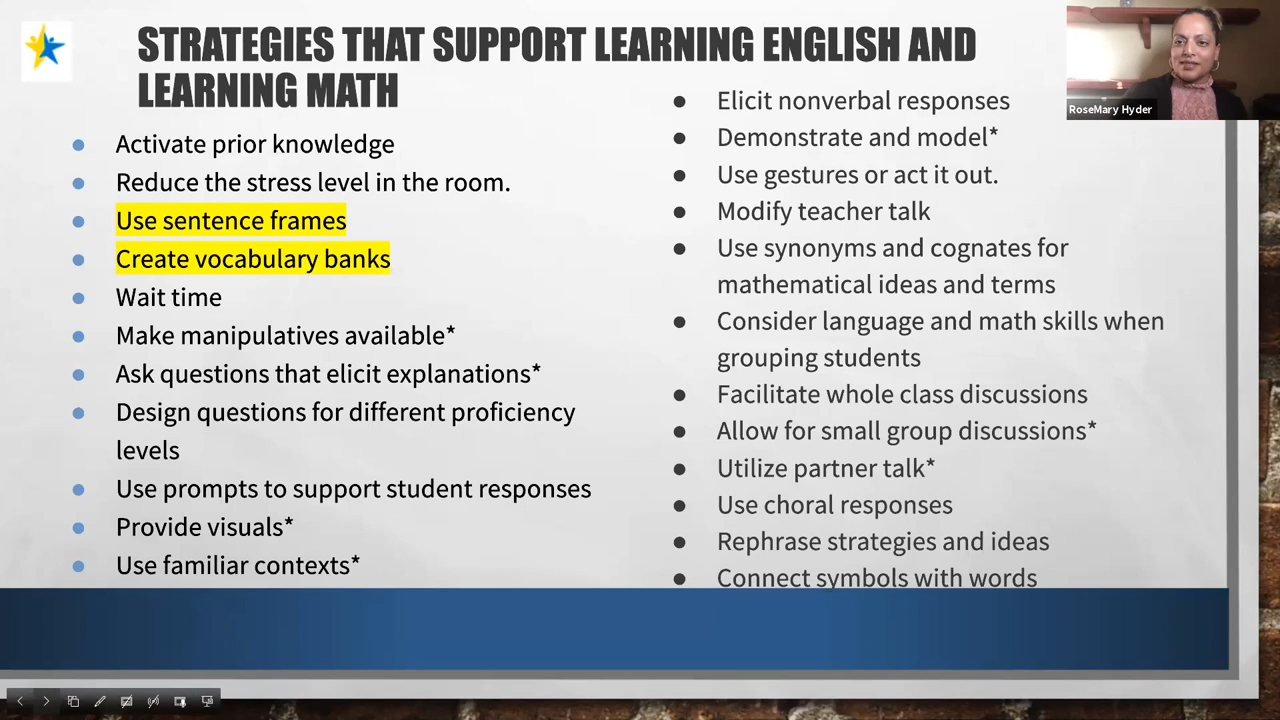 STRATEGIES THAT SUPPORT LEARNING ENGLISH AND
LEARNING MATH
Activate prior knowledge
Reduce the stress level in the room.
Use sentence frames
Create vocabulary banks
Wait time
Make manipulatives available*
Ask questions that elicit explanations*
Design questions for different proficiency
levels
Use prompts to support student responses
Provide visuals*
Use familiar contexts*
Elicit nonverbal responses
Demonstrate and model*
Use gestures or act it out.
Modify teacher talk
Use synonyms and cognates for
mathematical ideas and terms
Consider language and math skills when
grouping students
Facilitate whole class discussions
Allow for small group discussions*
Utilize partner talk*
Use choral responses
Rephrase strategies and ideas
Connect symbols with words
RoseMary Hyder